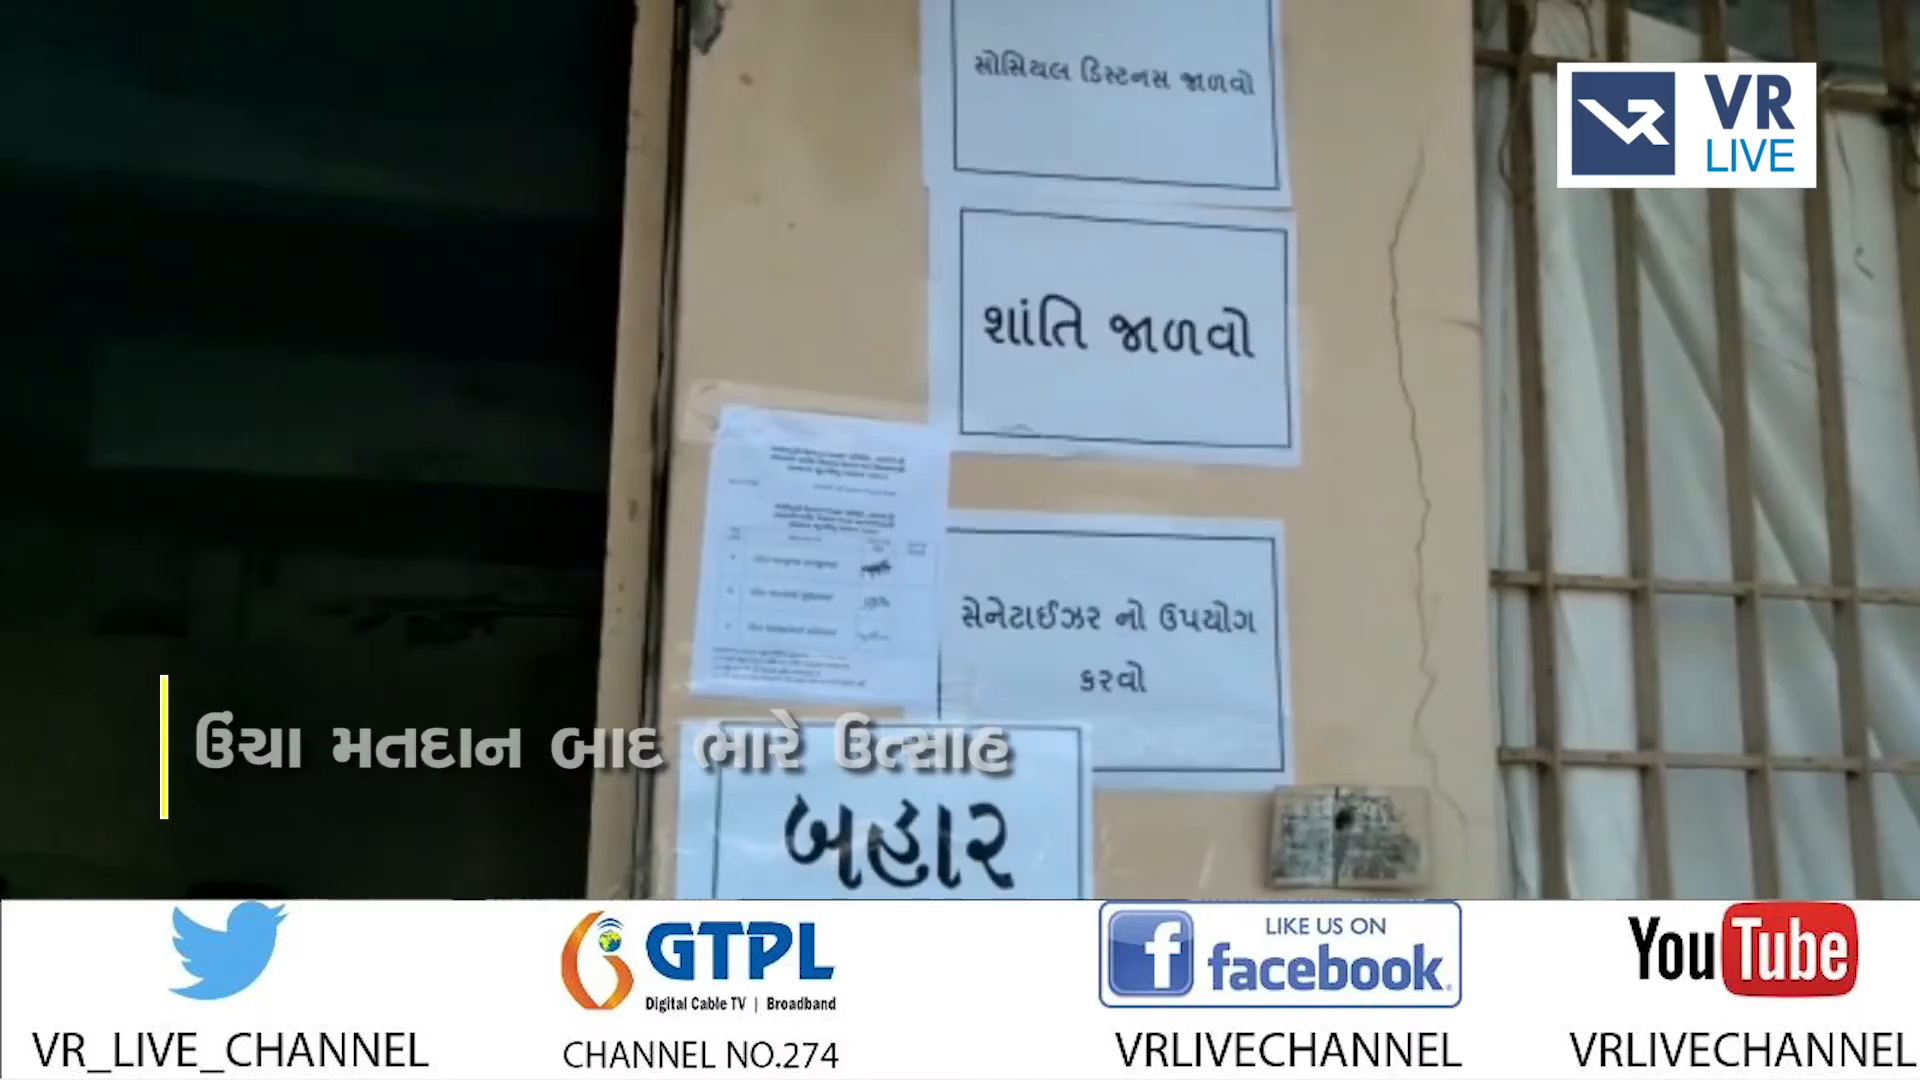 સોસિયલ ડિસ્ટનસ જાળવો
VR
LIVE
શાંતિ જાળવો
સેનેટાઈઝર નો ઉપયોગ
કરવો
ઉંચા મતદાન બાદ ભારે ઉત્સાહ
બહાર
GTPL
Digital Cable TV | Broadband
LIKE US ON
facebook.
YouTube
VR_LIVE_CHANNEL
CHANNEL NO.274
VRLIVECHANNEL
VRLIVECHANNEL